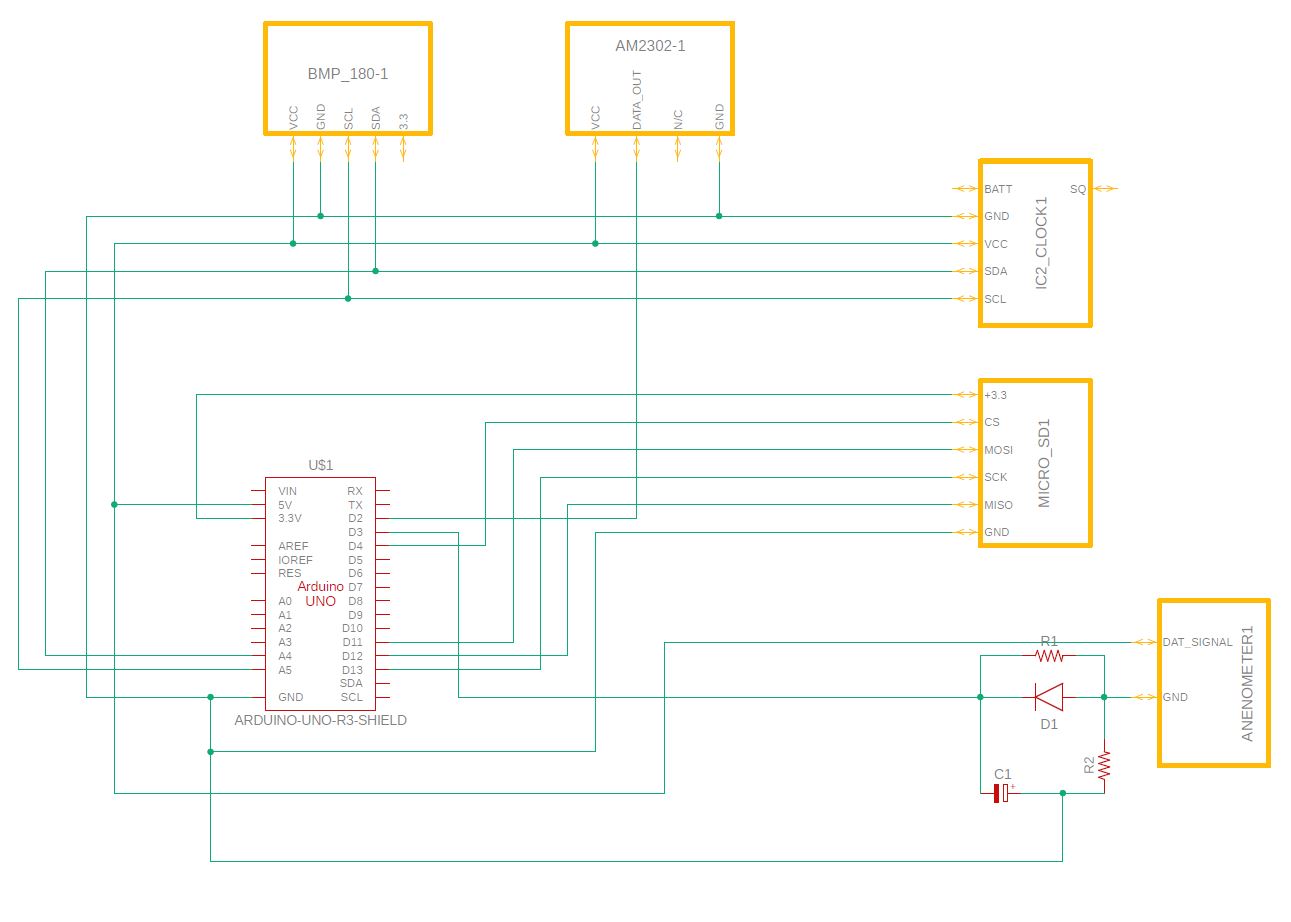 BMP_180-1
VCC
GND
SCL
SDA
3.3
AM2302-1
VCC
DATA_OUT
N/C
GND
BATT
GND
VCC
SDA
SCL
SQ
IC2_CLOCK1
+3.3
CS
MOSI
SCK
MISO
GND
MICRO_SD1
U$1
VIN
5V
3.3V
AREF
IOREF
RES
A0
A1
A2
A3
A4
A5
GND
Arduino
UNO
RX
TX
D2
D3
D4
D5
D6
D7
D8
D9
D10
D11
D12
D13
SDA
SCL
ARDUINO-UNO-R3-SHIELD
R1
D1
C1
+
R2
DAT_SIGNAL
GND
ANENOMETER1